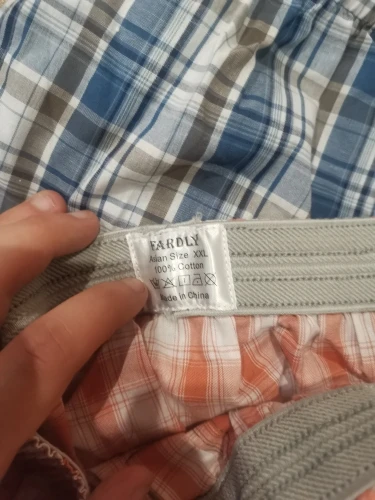 FARDLY
Asian Size XXL
100% Cotton
Made in China